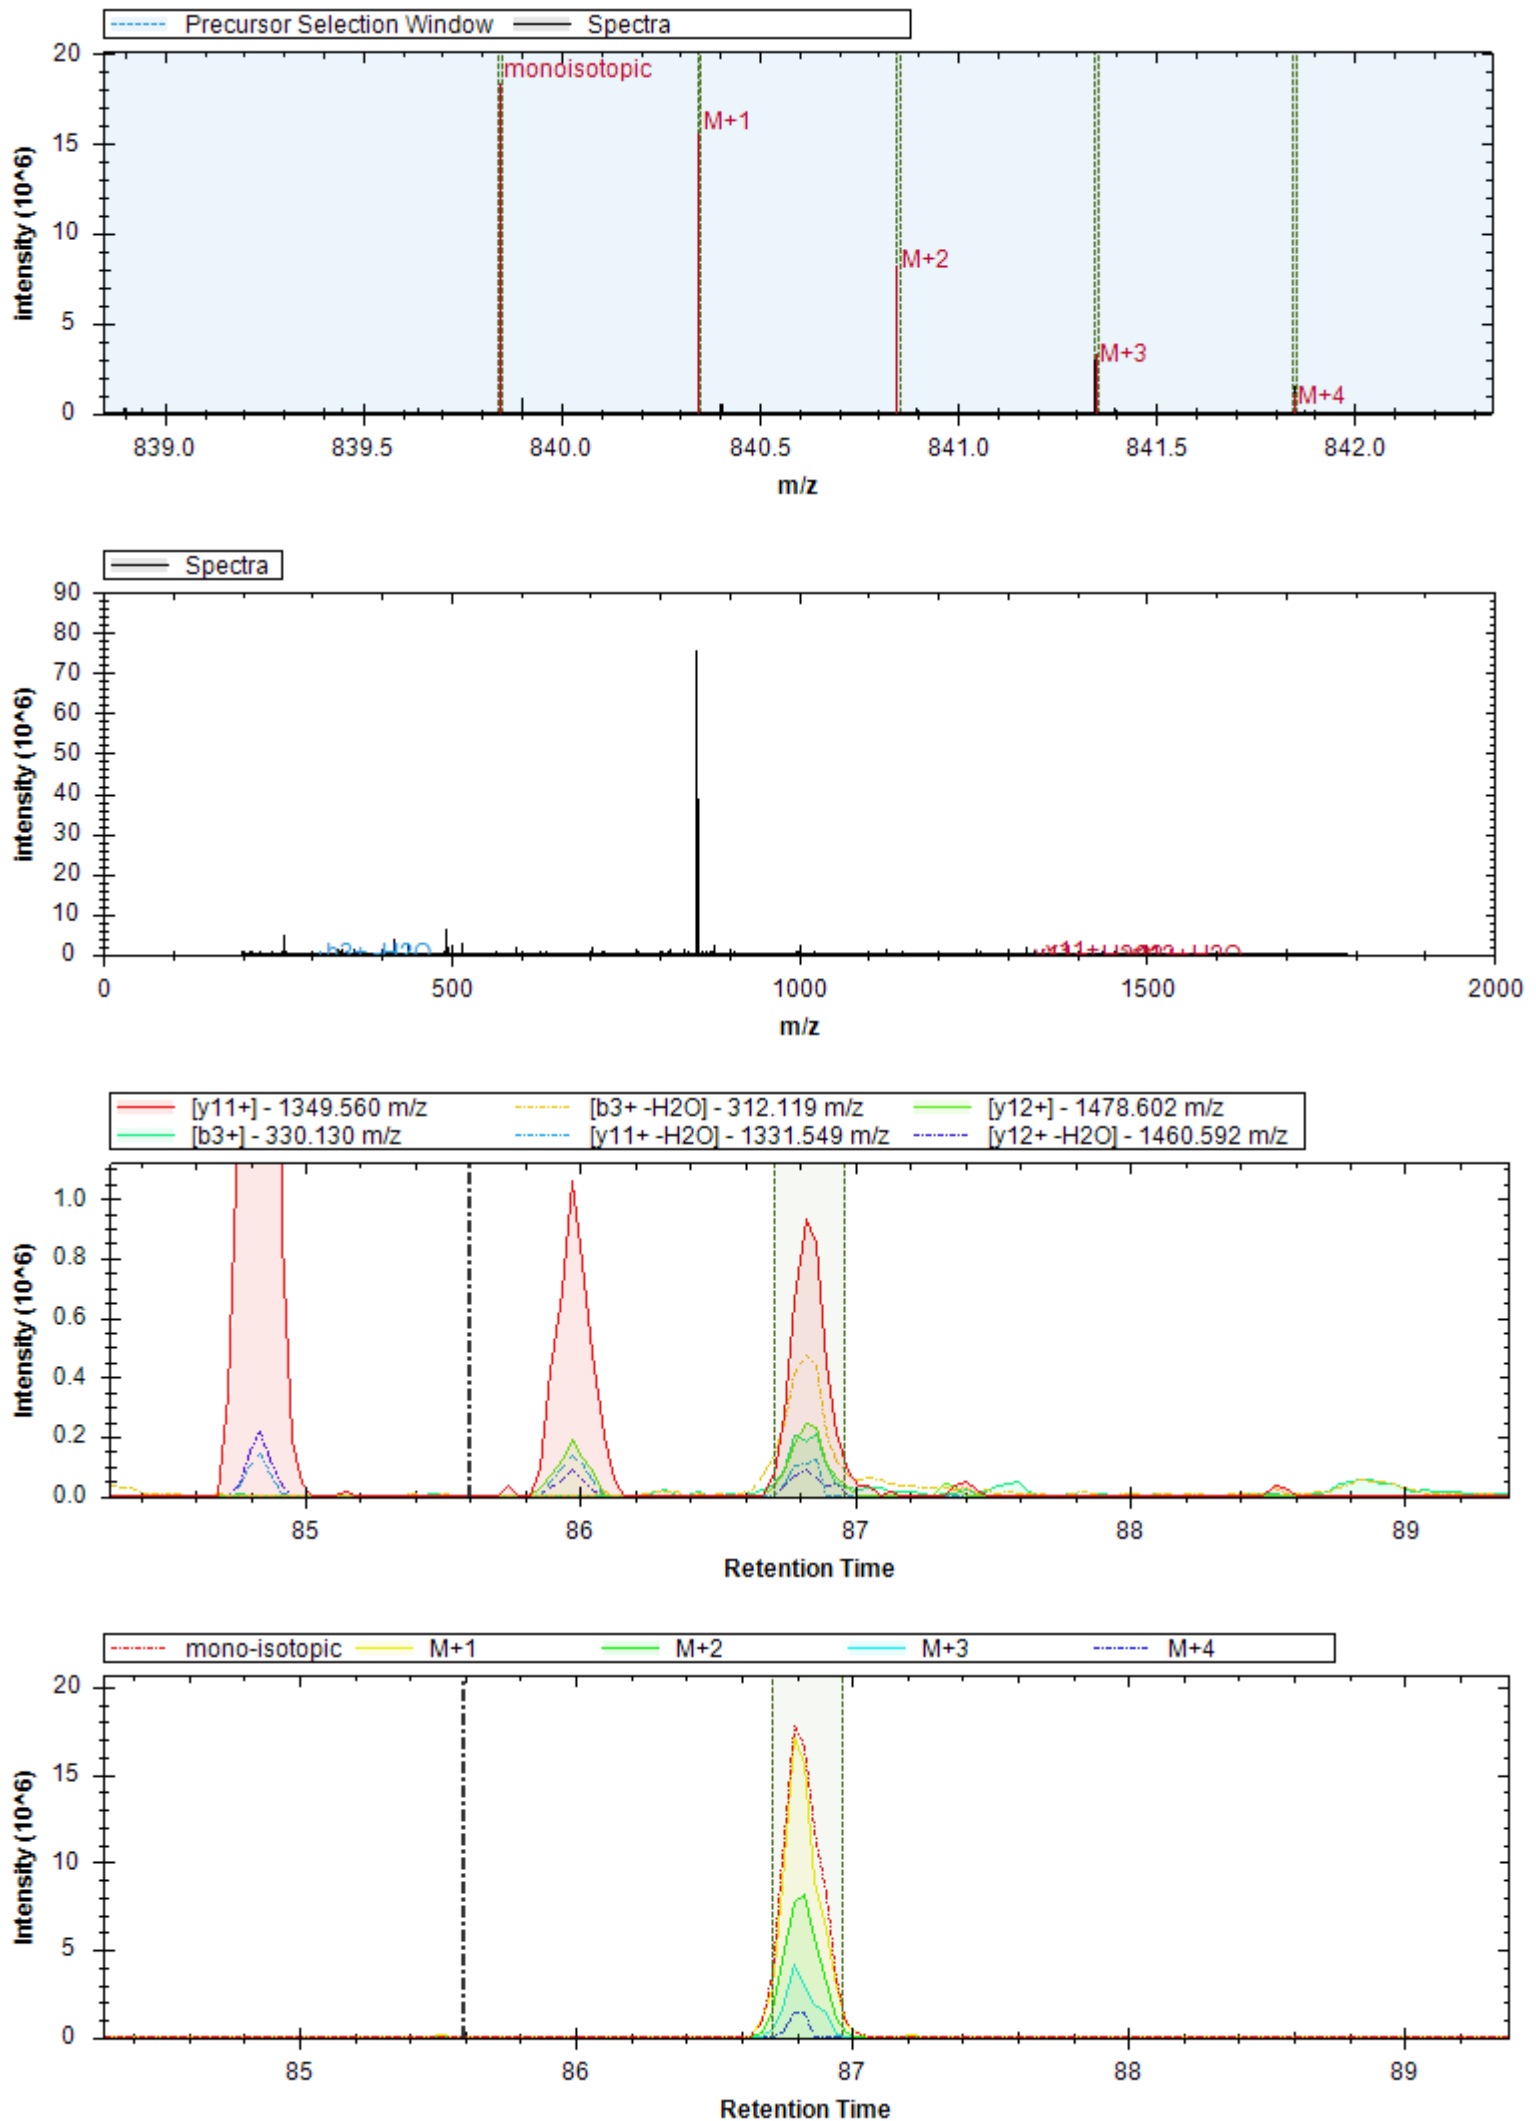 Precursor Selection Window Spectra
20
monoisotopic
M+1
15
M+2
10
M+3
5
M+4
0
intensity (10^6)
839.0 839.5 840.0 840.5 841.0 841.5 842.0
m/z
Spectra
90
80
70
60
50
40
30
20
10
0
intensity (10^6)
0 500 1000 1500 2000
m/z
[y11+] - 1349.560 m/z [b3+ -H2O] - 312.119 m/z [y12+] - 1478.602 m/z
[b3+] - 330.130 m/z [y11+ -H2O] - 1331.549 m/z [y12+ -H2O] - 1460.592 m/z
1.0
0.8
0.6
0.4
0.2
0.0
Intensity (10^6)
85 86 87 88 89
Retention Time
mono-isotopic M+1 M+2 M+3 M+4
20
15
10
5
0
Intensity (10^6)
85 86 87 88 89
Retention Time